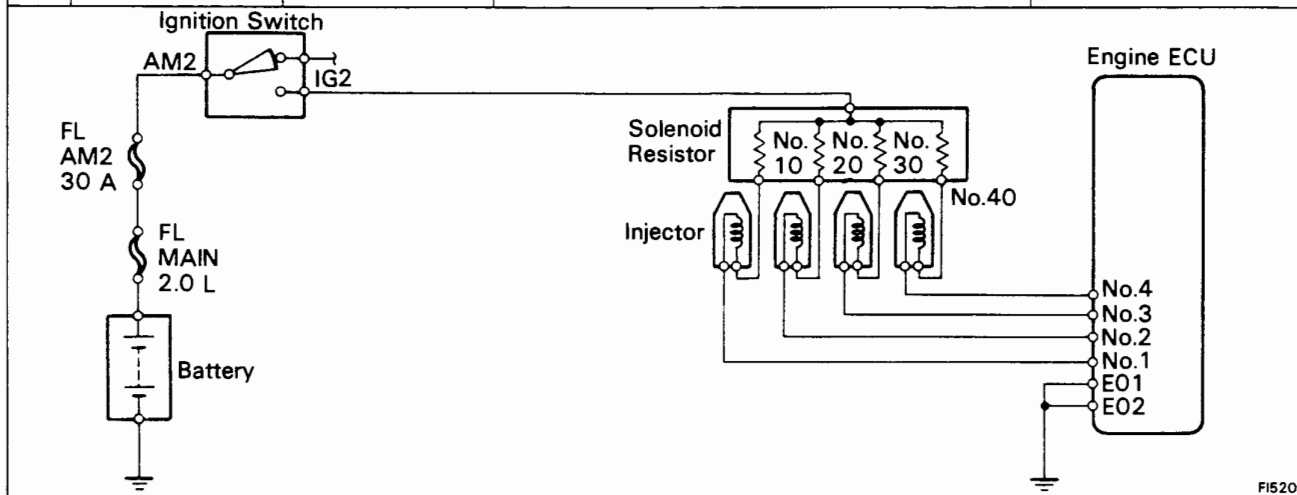 Ignition Switch
AM2
IG2
FL
AM2
30 A
FL
MAIN
2.0 L
Battery
Solenoid
Resistor
No.
10
No.
20
No.
30
No.40
Injector
Engine ECU
No.4
No.3
No.2
No.1
E01
E02
FI520